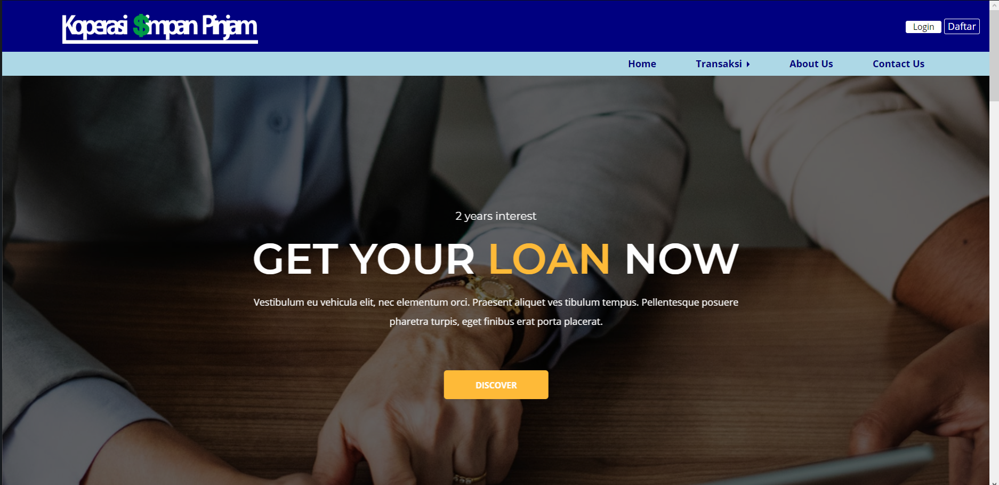 Koperasi $impan Pinjam
Login Daftar
Home Transaksi About Us Contact Us
2 years interest
GET YOUR LOAN NOW
Vestibulum eu vehicula elit, nec elementum orci. Praesent aliquet ves tibulum tempus. Pellentesque posuere
pharetra turpis, eget finibus erat porta placerat.
DISCOVER